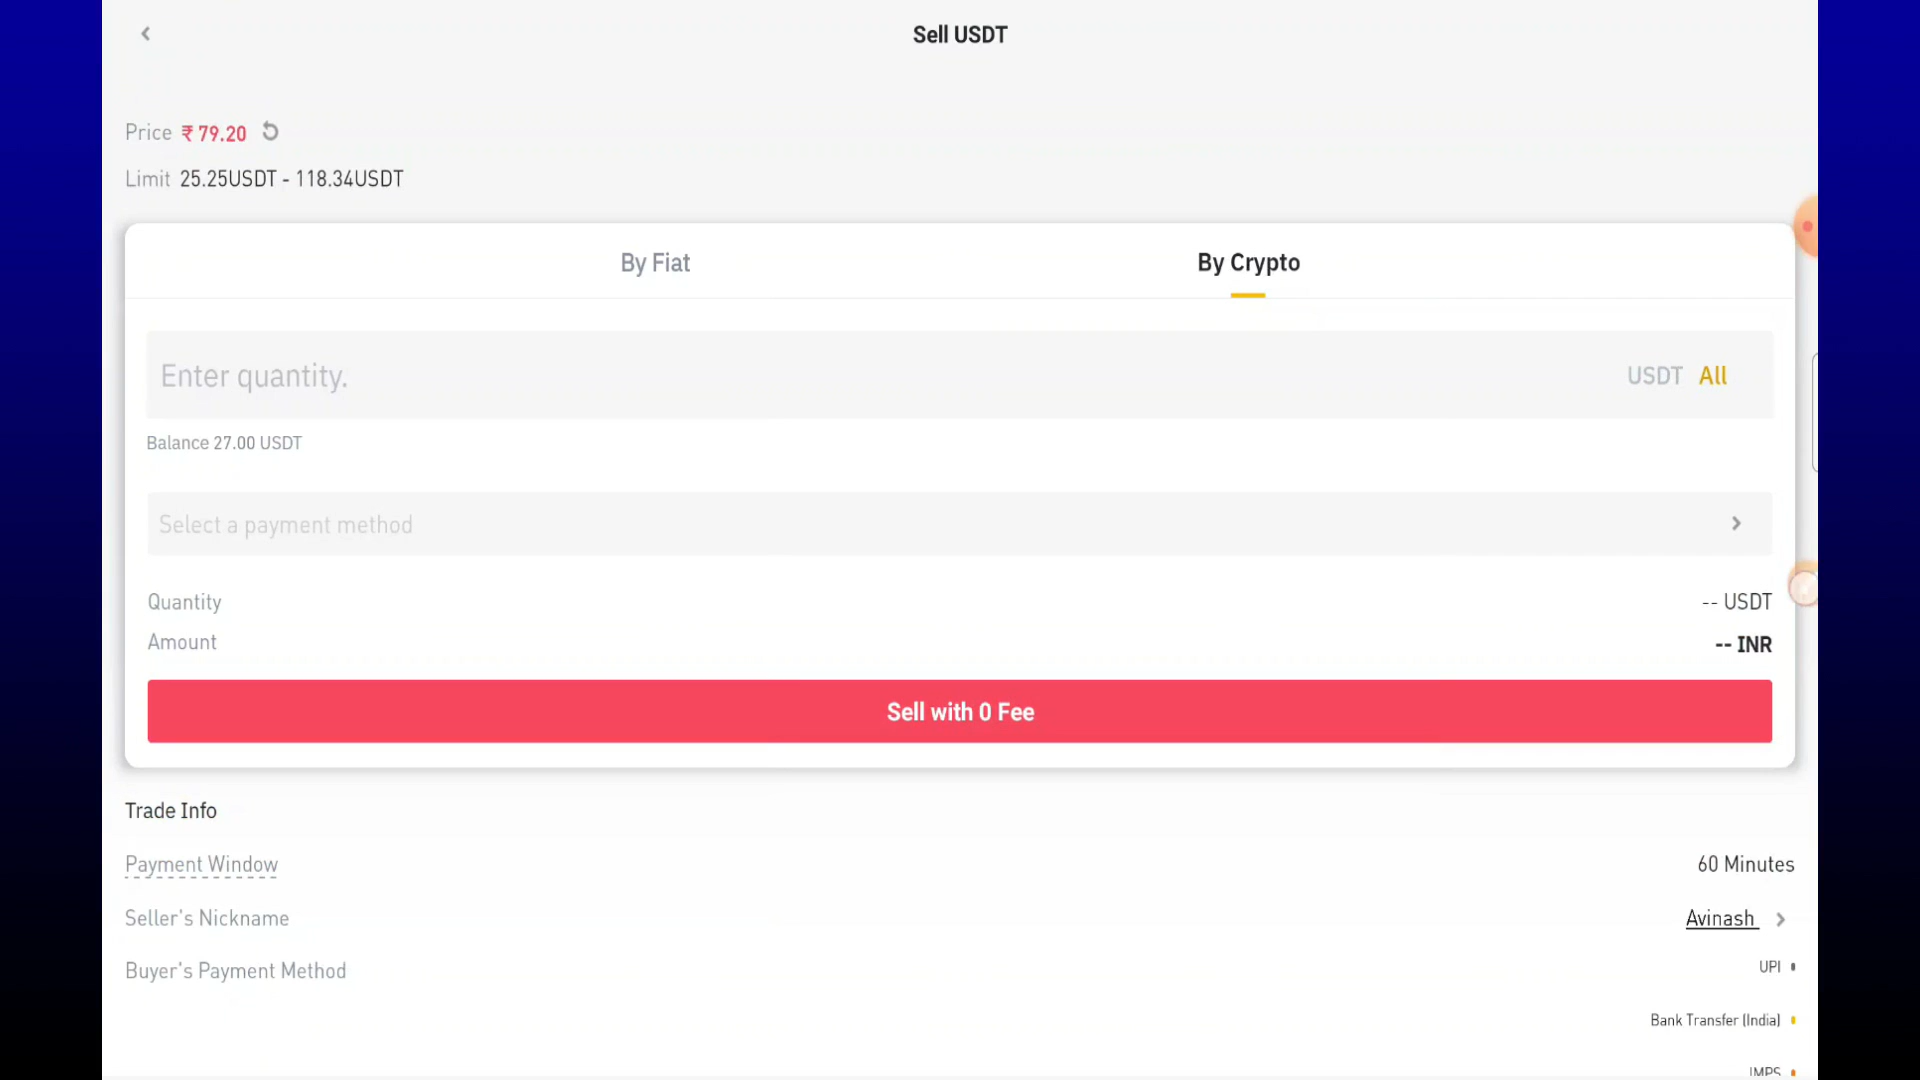 Sell USDT
Price ₹ 79.20
Limit 25.25USDT - 118.34USDT
By Fiat By Crypto
Enter quantity. USDT All
Balance 27.00 USDT
Select a payment method
Quantity -- USDT
Amount -- INR
Sell with 0 Fee
Trade Info
Payment Window 60 Minutes
Seller's Nickname Avinash
Buyer's Payment Method UPI
Bank Transfer (India)
IMPS